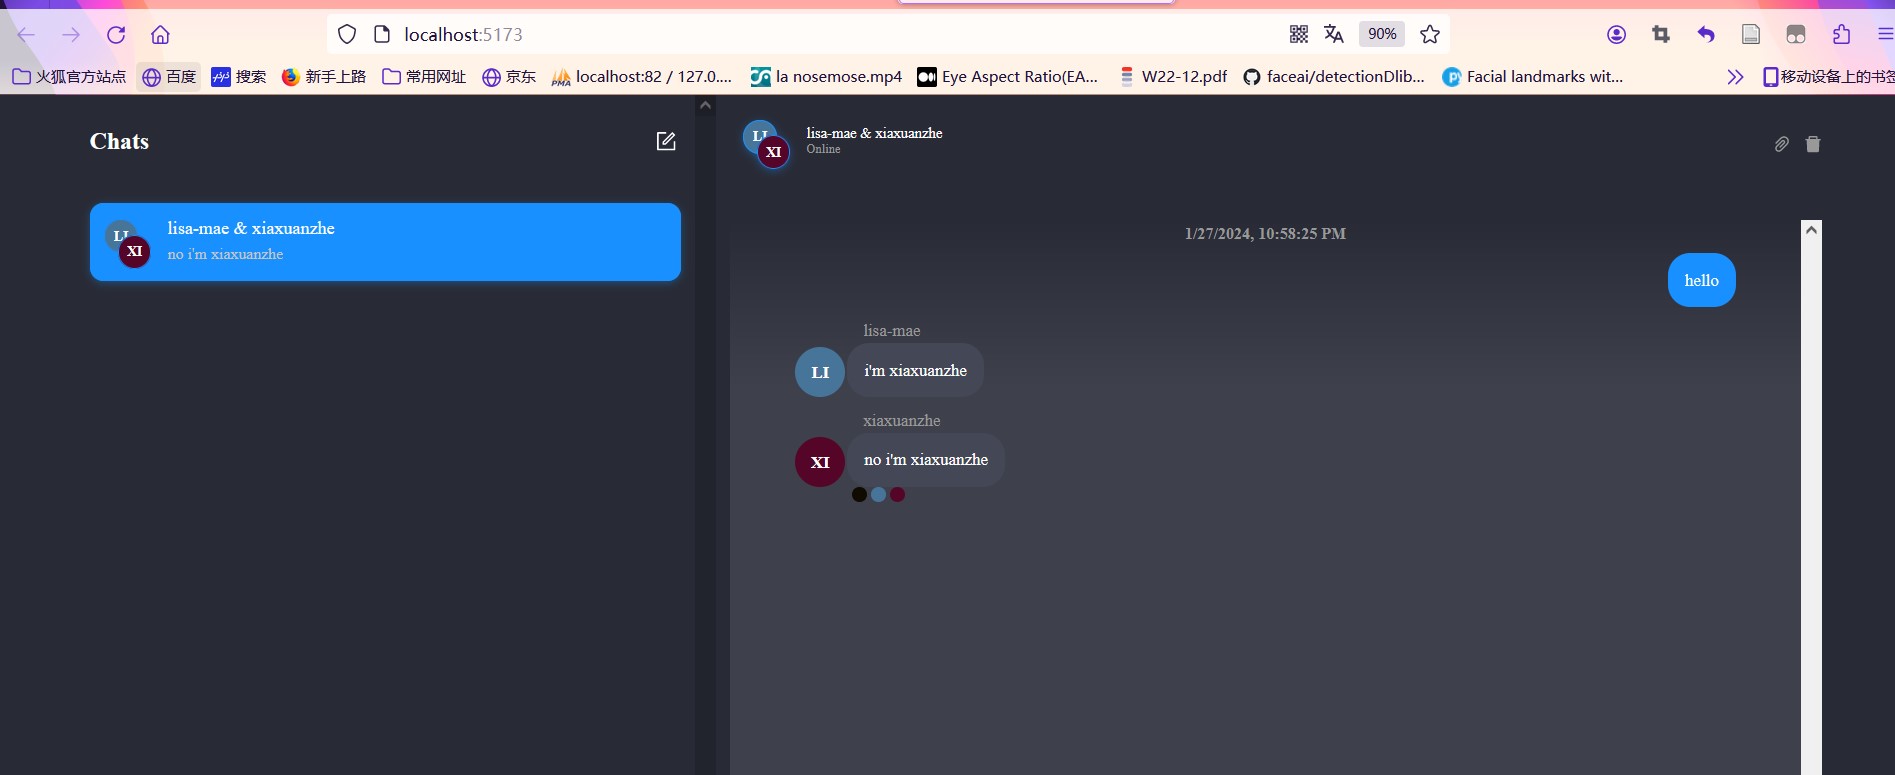 localhost:5173
90%
火狐官方站点 百度 搜索 新手上路 常用网址 京东 localhost:82 / 127.0.... la nosemose.mp4 Eye Aspect Ratio(EA... W22-12.pdf faceai/detectionDlib... Facial landmarks wit... 移动设备上的书签
Chats
LI
XI
lisa-mae & xiaxuanzhe
no i'm xiaxuanzhe
LI
XI
lisa-mae & xiaxuanzhe
Online
1/27/2024, 10:58:25 PM
hello
lisa-mae
LI
i'm xiaxuanzhe
xiaxuanzhe
XI
no i'm xiaxuanzhe